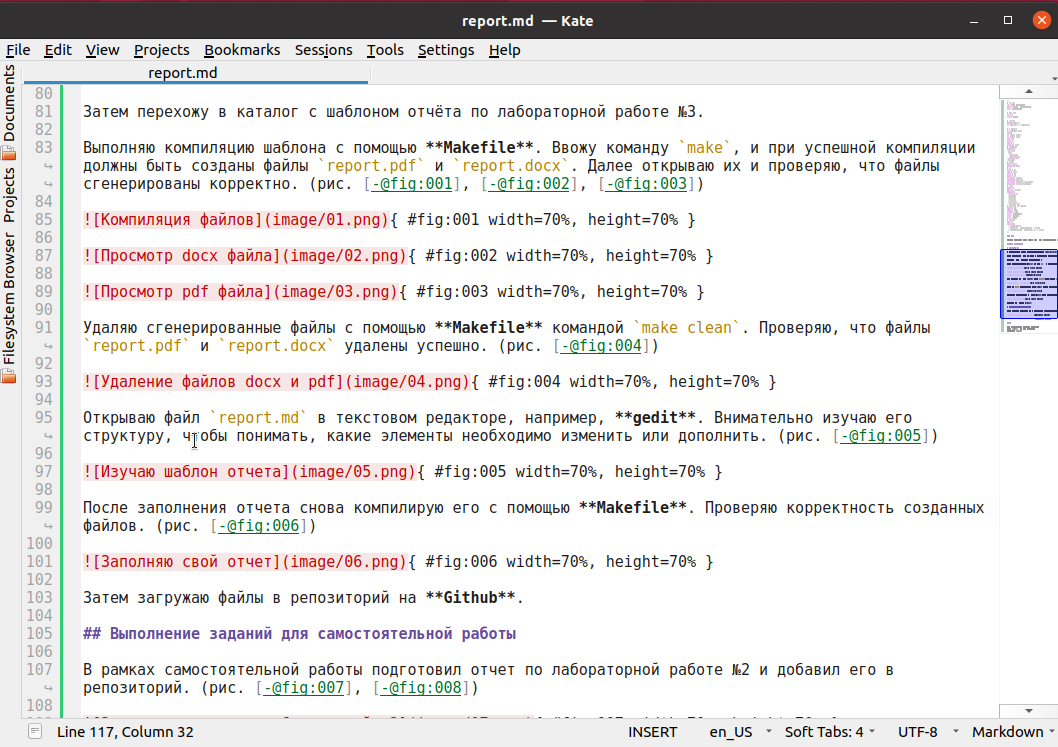 report.md — Kate
File Edit View Projects Bookmarks Sessions Tools Settings Help
report.md
Documents
Projects
Filesystem Browser
80
81 Затем перехожу в каталог с шаблоном отчёта по лабораторной работе №3.
82
83 Выполняю компиляцию шаблона с помощью **Makefile**. Ввожу команду `make`, и при успешной компиляции
должны быть созданы файлы `report.pdf` и `report.docx`. Далее открываю их и проверяю, что файлы
сгенерированы корректно. (рис. [-@fig:001], [-@fig:002], [-@fig:003])
84
85 ![Компиляция файлов](image/01.png){ #fig:001 width=70%, height=70% }
86
87 ![Просмотр docx файла](image/02.png){ #fig:002 width=70%, height=70% }
88
89 ![Просмотр pdf файла](image/03.png){ #fig:003 width=70%, height=70% }
90
91 Удаляю сгенерированные файлы с помощью **Makefile** командой `make clean`. Проверяю, что файлы
`report.pdf` и `report.docx` удалены успешно. (рис. [-@fig:004])
92
93 ![Удаление файлов docx и pdf](image/04.png){ #fig:004 width=70%, height=70% }
94
95 Открываю файл `report.md` в текстовом редакторе, например, **gedit**. Внимательно изучаю его
структуру, чтобы понимать, какие элементы необходимо изменить или дополнить. (рис. [-@fig:005])
96
97 ![Изучаю шаблон отчета](image/05.png){ #fig:005 width=70%, height=70% }
98
99 После заполнения отчета снова компилирую его с помощью **Makefile**. Проверяю корректность созданных
файлов. (рис. [-@fig:006])
100
101 ![Заполняю свой отчет](image/06.png){ #fig:006 width=70%, height=70% }
102
103 Затем загружаю файлы в репозиторий на **Github**.
104
105 ## Выполнение заданий для самостоятельной работы
106
107 В рамках самостоятельной работы подготовил отчет по лабораторной работе №2 и добавил его в
репозиторий. (рис. [-@fig:007], [-@fig:008])
108
Line 117, Column 32 INSERT en_US Soft Tabs: 4 UTF-8 Markdown